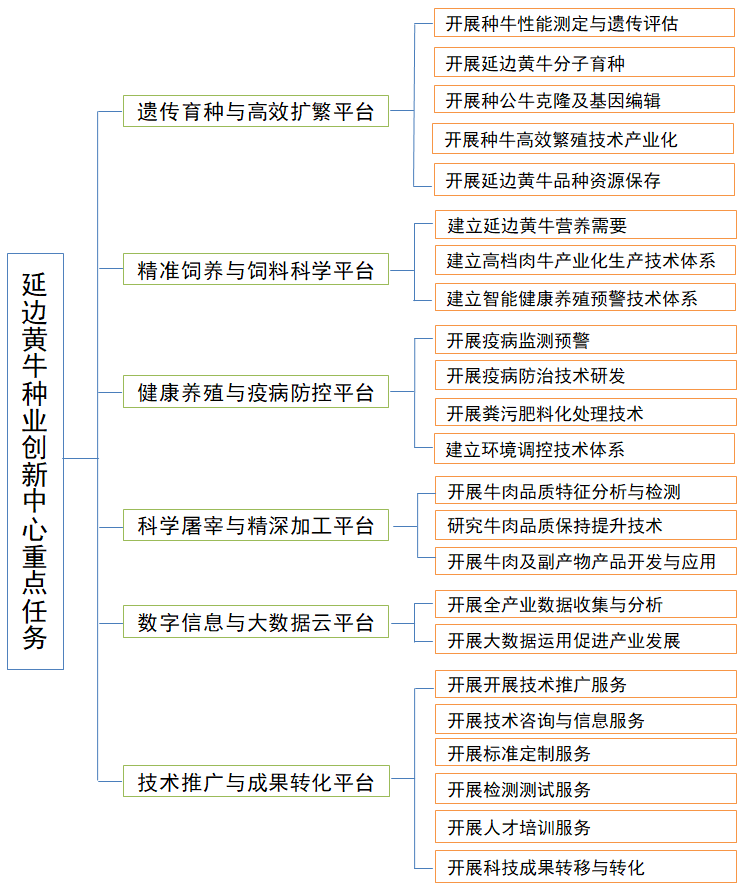 延边黄牛种业创新中心重点任务
遗传育种与高效扩繁平台
开展种牛性能测定与遗传评估
开展延边黄牛分子育种
开展种公牛克隆及基因编辑
开展种牛高效繁殖技术产业化
开展延边黄牛品种资源保存
精准饲养与饲料科学平台
建立延边黄牛营养需要
建立高档肉牛产业化生产技术体系
建立智能健康养殖预警技术体系
健康养殖与疫病防控平台
开展疫病监测预警
开展疫病防治技术研发
开展粪污肥料化处理技术
建立环境调控技术体系
科学屠宰与精深加工平台
开展牛肉品质特征分析与检测
研究牛肉品质保持提升技术
开展牛肉及副产物产品开发与应用
数字信息与大数据云平台
开展全产业数据收集与分析
开展大数据运用促进产业发展
技术推广与成果转化平台
开展开展技术推广服务
开展技术咨询与信息服务
开展标准定制服务
开展检测测试服务
开展人才培训服务
开展科技成果转移与转化